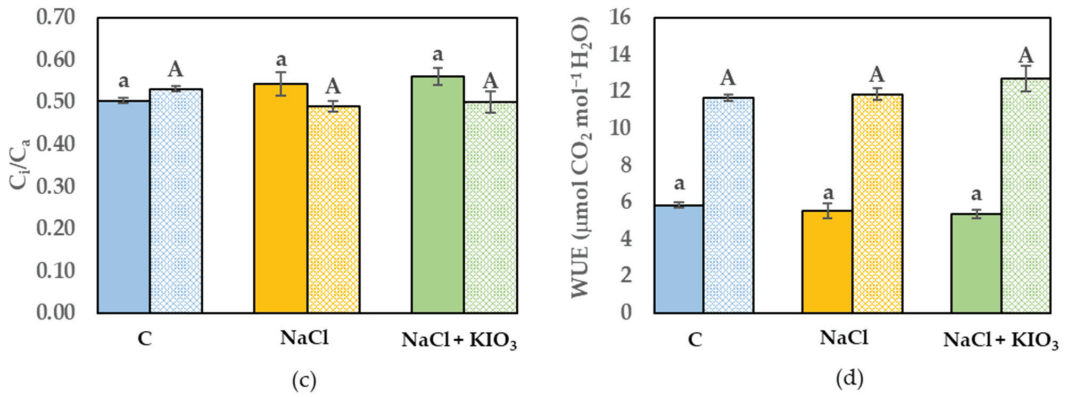 0.70
0.60
0.50
0.40
0.30
0.20
0.10
0.00
Ci/Ca
a A a A a A
C NaCl NaCl + KIO₃
(c)
16
14
12
10
8
6
4
2
0
WUE (μmol CO₂ mol⁻¹ H₂O)
a A a A a A
C NaCl NaCl + KIO₃
(d)